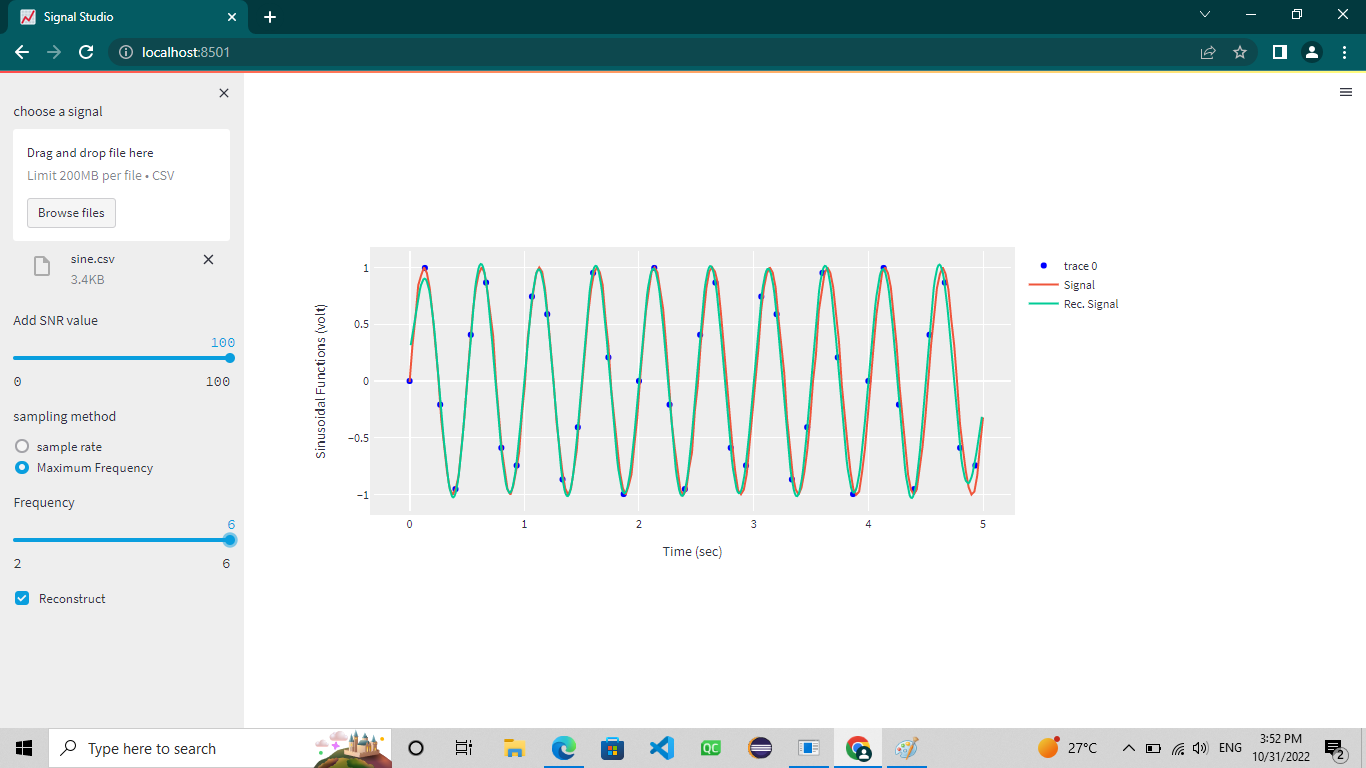 Signal Studio
localhost:8501
choose a signal
Drag and drop file here
Limit 200MB per file • CSV
Browse files
sine.csv
3.4KB
Add SNR value
100
0 100
sampling method
sample rate
Maximum Frequency
Frequency
6
2 6
Reconstruct
Sinusoidal Functions (volt)
1
0.5
0
−0.5
−1
0 1 2 3 4 5
Time (sec)
trace 0
Signal
Rec. Signal
Type here to search
QC
27°C
ENG
3:52 PM
10/31/2022
2